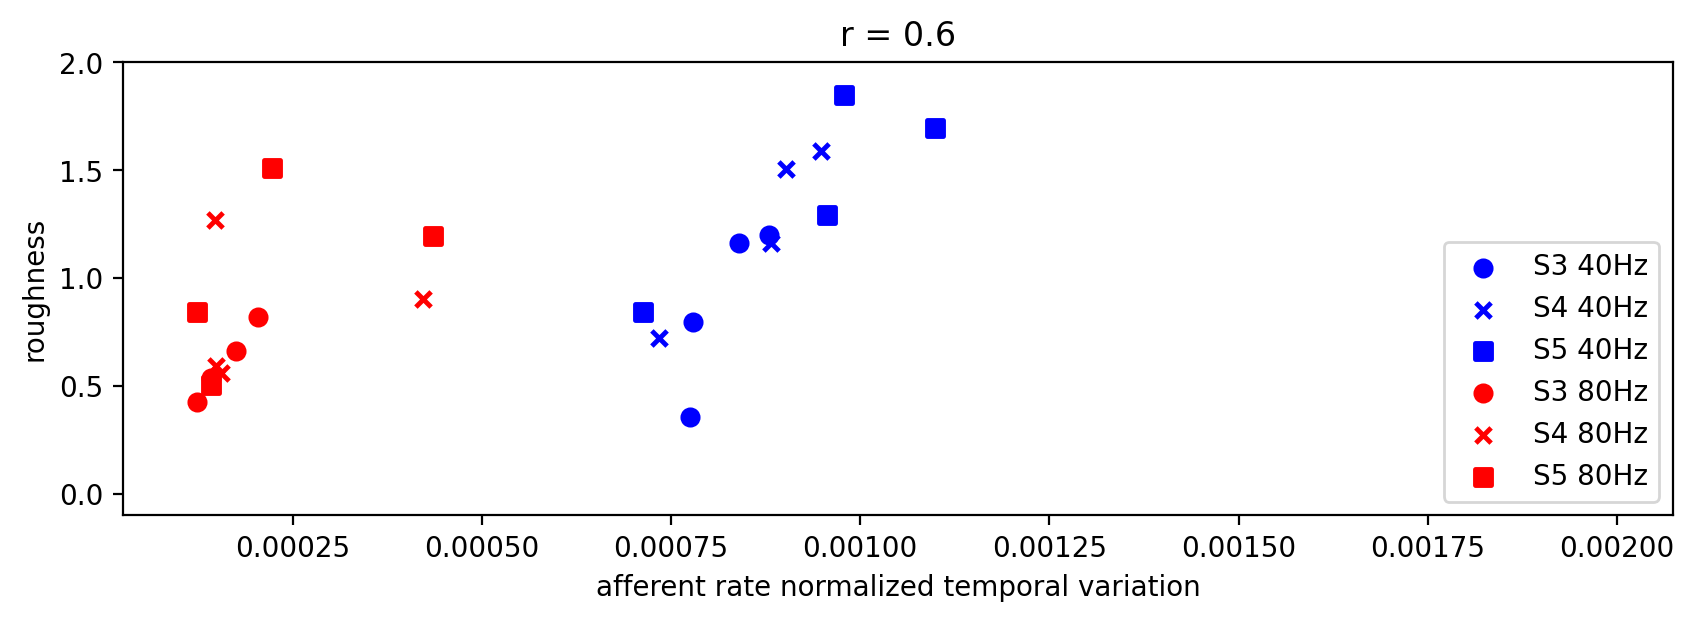 r = 0.6
2.0
1.5
1.0
0.5
0.0
roughness
S3 40Hz
S4 40Hz
S5 40Hz
S3 80Hz
S4 80Hz
S5 80Hz
0.00025 0.00050 0.00075 0.00100 0.00125 0.00150 0.00175 0.00200
afferent rate normalized temporal variation